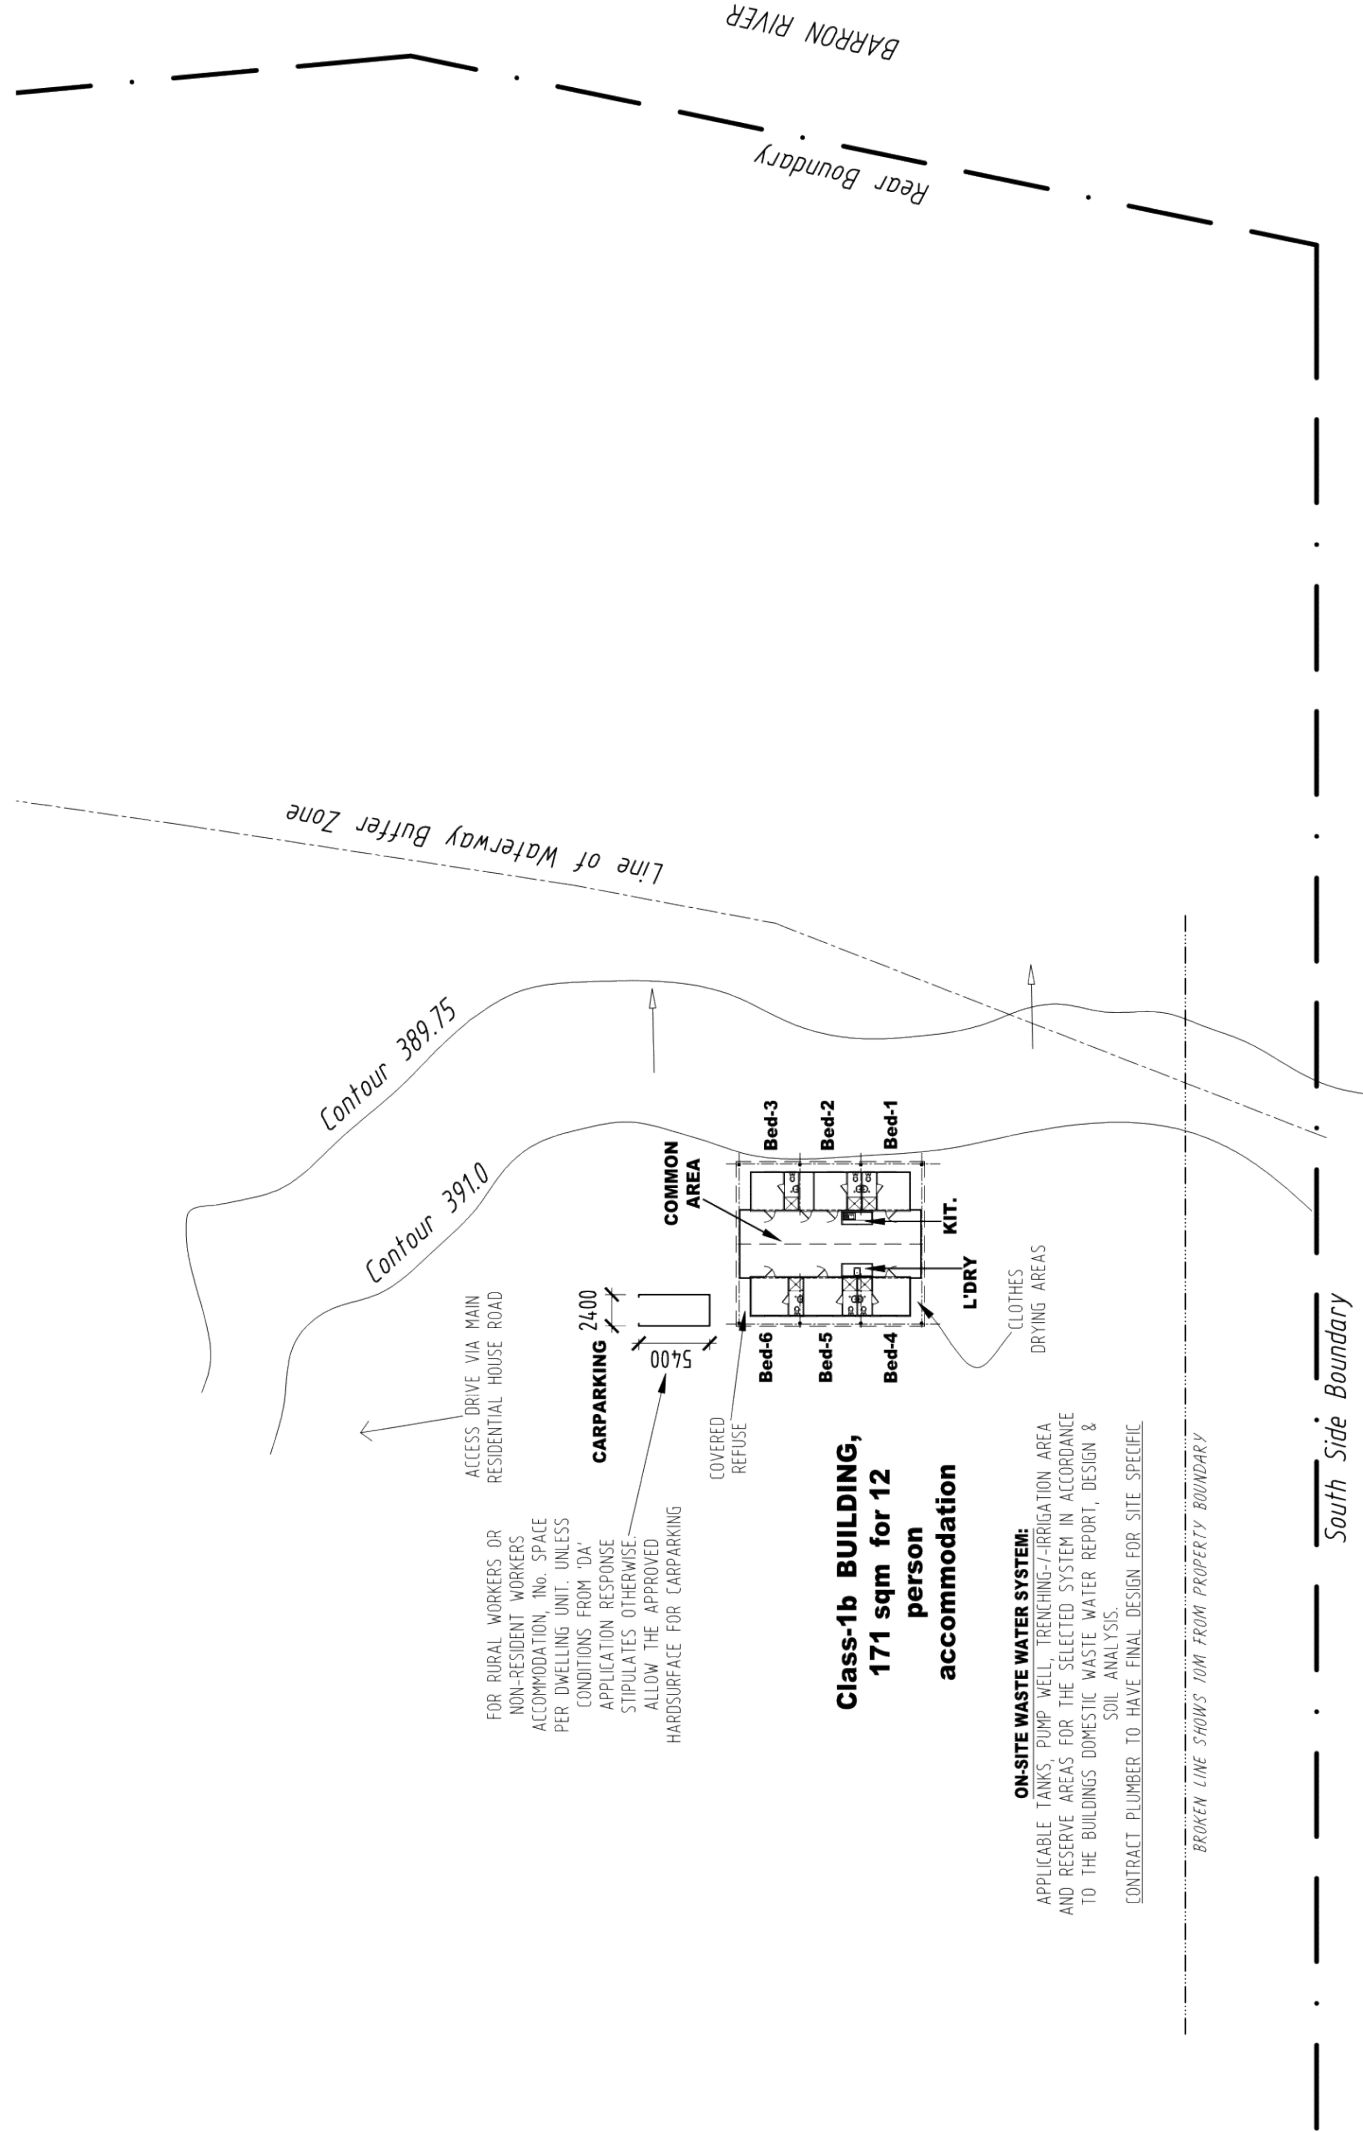 BARRON RIVER
Rear Boundary
Line of Waterway Buffer Zone
Contour 389.75
Contour 391.0
ACCESS DRIVE VIA MAIN
RESIDENTIAL HOUSE ROAD
FOR RURAL WORKERS OR
NON-RESIDENT WORKERS
ACCOMMODATION, 1No. SPACE
PER DWELLING UNIT. UNLESS
CONDITIONS FROM 'DA'
APPLICATION RESPONSE
STIPULATES OTHERWISE.
ALLOW THE APPROVED
HARDSURFACE FOR CARPARKING
CARPARKING
2400
5400
COVERED
REFUSE
COMMON
AREA
Bed-3
Bed-2
Bed-1
Bed-6
Bed-5
Bed-4
KIT.
L'DRY
CLOTHES
DRYING AREAS
Class-1b BUILDING,
171 sqm for 12
person
accommodation
ON-SITE WASTE WATER SYSTEM:
APPLICABLE TANKS, PUMP WELL, TRENCHING-/-IRRIGATION AREA
AND RESERVE AREAS FOR THE SELECTED SYSTEM IN ACCORDANCE
TO THE BUILDINGS DOMESTIC WASTE WATER REPORT, DESIGN &
SOIL ANALYSIS.
CONTRACT PLUMBER TO HAVE FINAL DESIGN FOR SITE SPECIFIC
BROKEN LINE SHOWS 10M FROM PROPERTY BOUNDARY
South Side Boundary